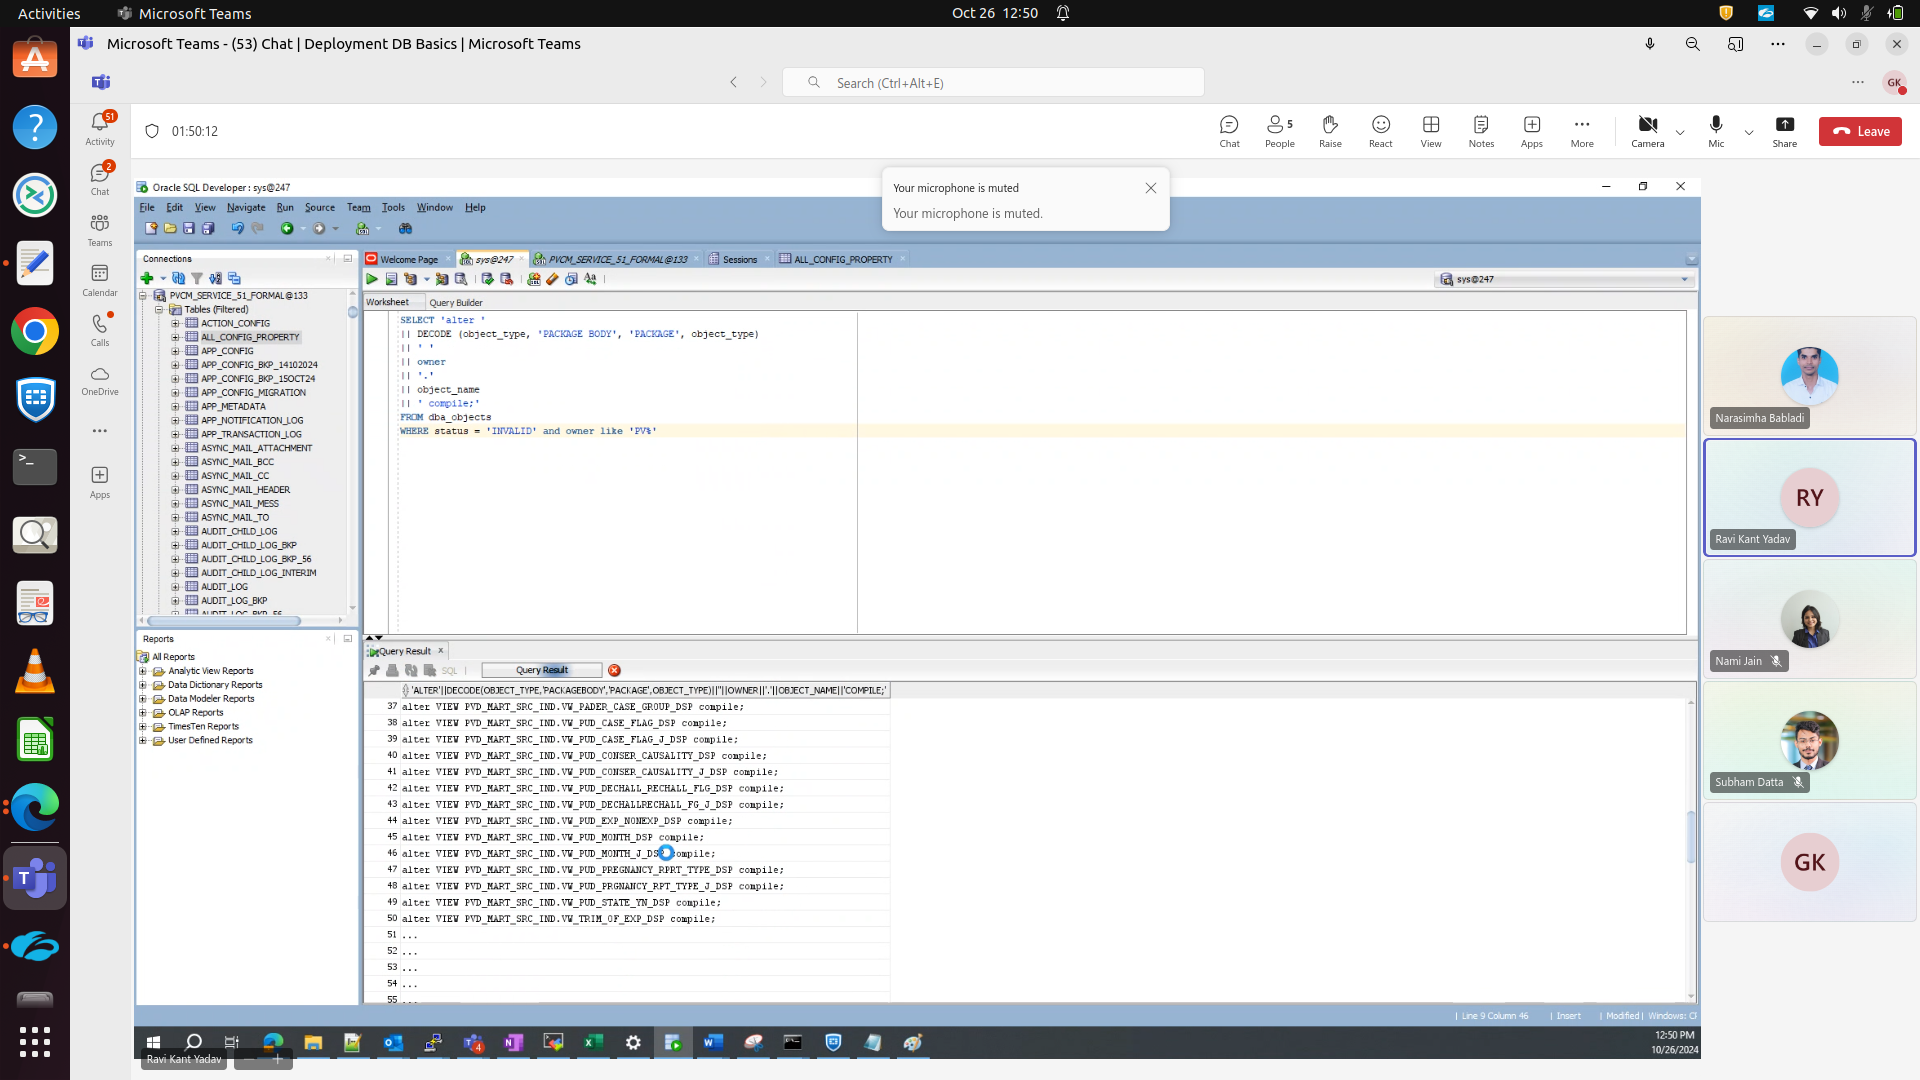 Activities
Microsoft Teams
Oct 26 12:50
Microsoft Teams - (53) Chat | Deployment DB Basics | Microsoft Teams
Search (Ctrl+Alt+E)
GK
51
Activity
2
Chat
Teams
Calendar
Calls
OneDrive
Apps
01:50:12
Chat
5
People
Raise
React
View
Notes
Apps
More
Camera
Mic
Share
Leave
Your microphone is muted
Your microphone is muted.
Oracle SQL Developer : sys@247
File Edit View Navigate Run Source Team Tools Window Help
Connections
PVCM_SERVICE_51_FORMAL@133
Tables (Filtered)
ACTION_CONFIG
ALL_CONFIG_PROPERTY
APP_CONFIG
APP_CONFIG_BKP_14102024
APP_CONFIG_BKP_15OCT24
APP_CONFIG_MIGRATION
APP_METADATA
APP_NOTIFICATION_LOG
APP_TRANSACTION_LOG
ASYNC_MAIL_ATTACHMENT
ASYNC_MAIL_BCC
ASYNC_MAIL_CC
ASYNC_MAIL_HEADER
ASYNC_MAIL_MESS
ASYNC_MAIL_TO
AUDIT_CHILD_LOG
AUDIT_CHILD_LOG_BKP
AUDIT_CHILD_LOG_BKP_56
AUDIT_CHILD_LOG_INTERIM
AUDIT_LOG
AUDIT_LOG_BKP
AUDIT_LOG_BKP_56
Reports
All Reports
Analytic View Reports
Data Dictionary Reports
Data Modeler Reports
OLAP Reports
TimesTen Reports
User Defined Reports
Welcome Page
sys@247
PVCM_SERVICE_51_FORMAL@133
Sessions
ALL_CONFIG_PROPERTY
sys@247
Worksheet Query Builder
SELECT 'alter '
|| DECODE (object_type, 'PACKAGE BODY', 'PACKAGE', object_type)
|| ' '
|| owner
|| '.'
|| object_name
|| ' compile;'
FROM dba_objects
WHERE status = 'INVALID' and owner like 'PV%'
Query Result
SQL |
Query Result
'ALTER'||DECODE(OBJECT_TYPE,'PACKAGEBODY','PACKAGE',OBJECT_TYPE)||''||OWNER||'.'||OBJECT_NAME||'COMPILE;'
37 alter VIEW PVD_MART_SRC_IND.VW_PADER_CASE_GROUP_DSP compile;
38 alter VIEW PVD_MART_SRC_IND.VW_PUD_CASE_FLAG_DSP compile;
39 alter VIEW PVD_MART_SRC_IND.VW_PUD_CASE_FLAG_J_DSP compile;
40 alter VIEW PVD_MART_SRC_IND.VW_PUD_CONSER_CAUSALITY_DSP compile;
41 alter VIEW PVD_MART_SRC_IND.VW_PUD_CONSER_CAUSALITY_J_DSP compile;
42 alter VIEW PVD_MART_SRC_IND.VW_PUD_DECHALL_RECHALL_FLG_DSP compile;
43 alter VIEW PVD_MART_SRC_IND.VW_PUD_DECHALLRECHALL_FG_J_DSP compile;
44 alter VIEW PVD_MART_SRC_IND.VW_PUD_EXP_NONEXP_DSP compile;
45 alter VIEW PVD_MART_SRC_IND.VW_PUD_MONTH_DSP compile;
46 alter VIEW PVD_MART_SRC_IND.VW_PUD_MONTH_J_DSP compile;
47 alter VIEW PVD_MART_SRC_IND.VW_PUD_PREGNANCY_RPRT_TYPE_DSP compile;
48 alter VIEW PVD_MART_SRC_IND.VW_PUD_PRGNANCY_RPT_TYPE_J_DSP compile;
49 alter VIEW PVD_MART_SRC_IND.VW_PUD_STATE_YN_DSP compile;
50 alter VIEW PVD_MART_SRC_IND.VW_TRIM_OF_EXP_DSP compile;
51 ...
52 ...
53 ...
54 ...
55 ...
| Line 9 Column 46 | Insert | Modified | Windows: C
4
12:50 PM
10/26/2024
Ravi Kant Yadav
Narasimha Babladi
RY
Ravi Kant Yadav
Nami Jain
Subham Datta
GK